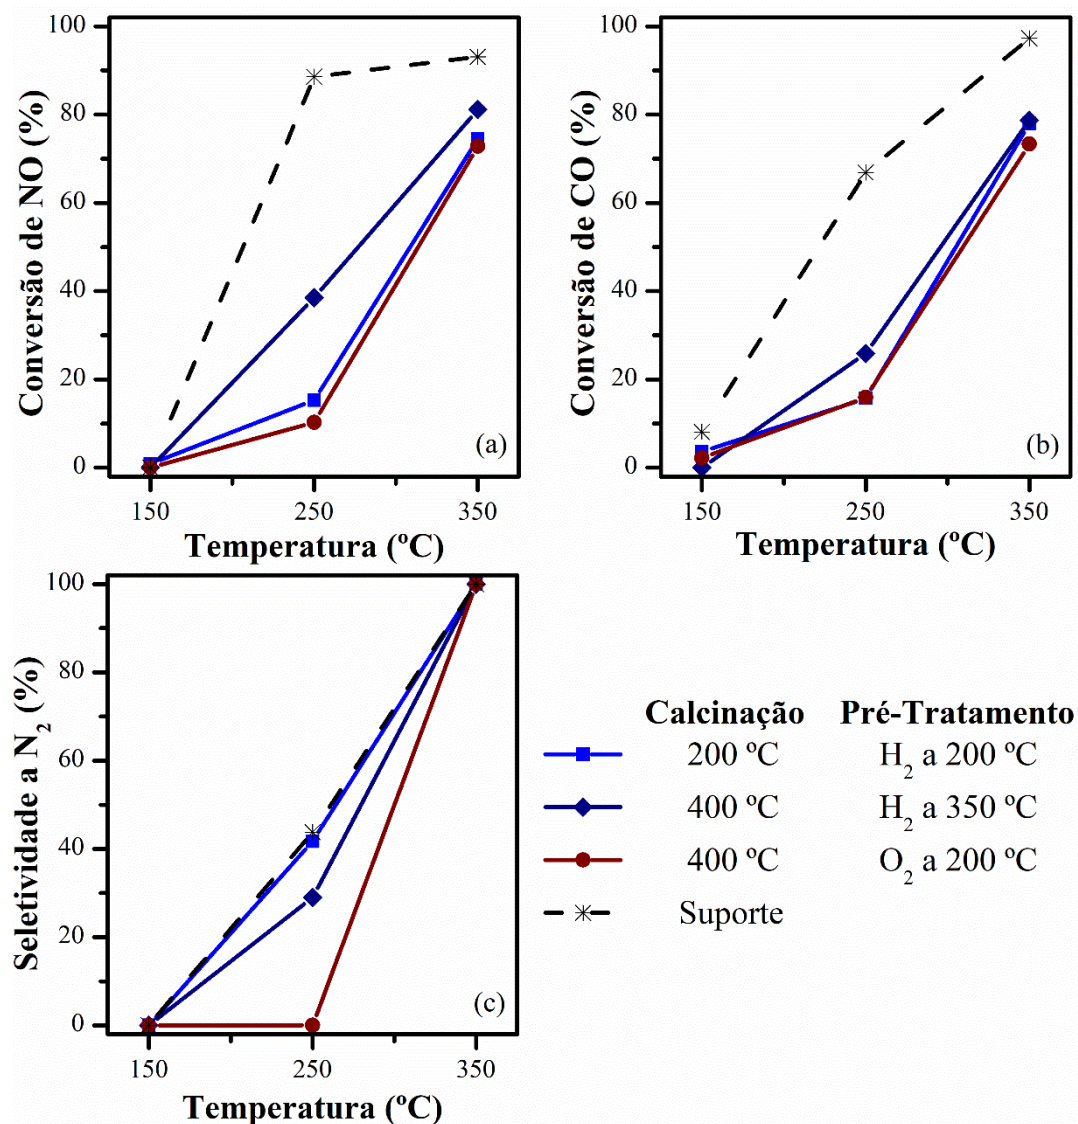 100
80
60
40
20
0
Conversão de NO (%)
(a)
150
250
350
Temperatura (ºC)
100
80
60
40
20
0
Conversão de CO (%)
(b)
150
250
350
Temperatura (ºC)
100
80
60
40
20
0
Seletividade a N₂ (%)
(c)
150
250
350
Temperatura (ºC)
Calcinação Pré-Tratamento
200 ºC H₂ a 200 ºC
400 ºC H₂ a 350 ºC
400 ºC O₂ a 200 ºC
Suporte